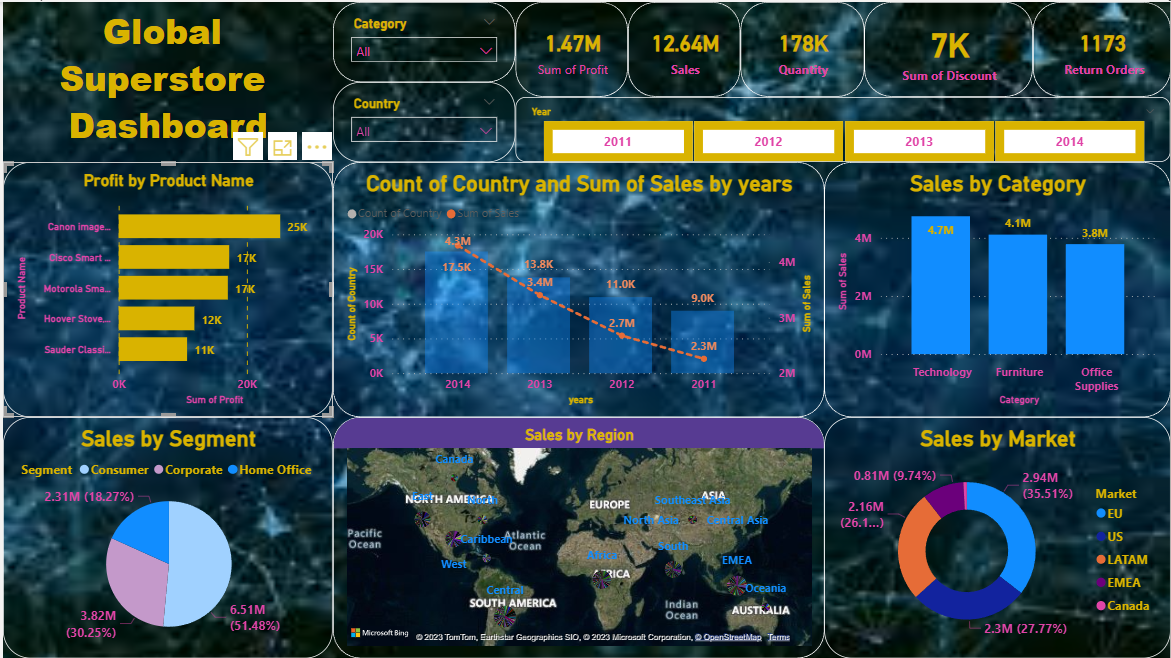 Global
Superstore
Dashboard
Category
All
Country
All
1.47M
Sum of Profit
12.64M
Sales
178K
Quantity
7K
Sum of Discount
1173
Return Orders
Year
2011
2012
2013
2014
Profit by Product Name
Product Name
Canon image...
25K
Cisco Smart ...
17K
Motorola Sma...
17K
Hoover Stove,...
12K
Sauder Classi...
11K
0K
20K
Sum of Profit
Count of Country and Sum of Sales by years
Count of Country
Sum of Sales
Count of Country
20K
15K
10K
5K
0K
4.3M
17.5K
13.8K
3.4M
11.0K
2.7M
9.0K
2.3M
4M
3M
2M
Sum of Sales
2014
2013
2012
2011
years
Sales by Category
Sum of Sales
4M
2M
0M
4.7M
4.1M
3.8M
Technology
Furniture
Office
Supplies
Category
Sales by Segment
Segment
Consumer
Corporate
Home Office
2.31M (18.27%)
3.82M
(30.25%)
6.51M
(51.48%)
Sales by Region
Canada
NORTH AMERICA
EUROPE
ASIA
Southeast Asia
North Asia
Central Asia
Pacific
Ocean
Atlantic
Ocean
Caribbean
West
South
EMEA
Africa
AFRICA
Central
SOUTH AMERICA
Oceania
AUSTRALIA
Indian
Ocean
Microsoft Bing
© 2023 TomTom, Earthstar Geographics SIO, © 2023 Microsoft Corporation, © OpenStreetMap Terms
Sales by Market
0.81M (9.74%)
2.16M
(26.1...)
2.94M
(35.51%)
2.3M (27.77%)
Market
EU
US
LATAM
EMEA
Canada